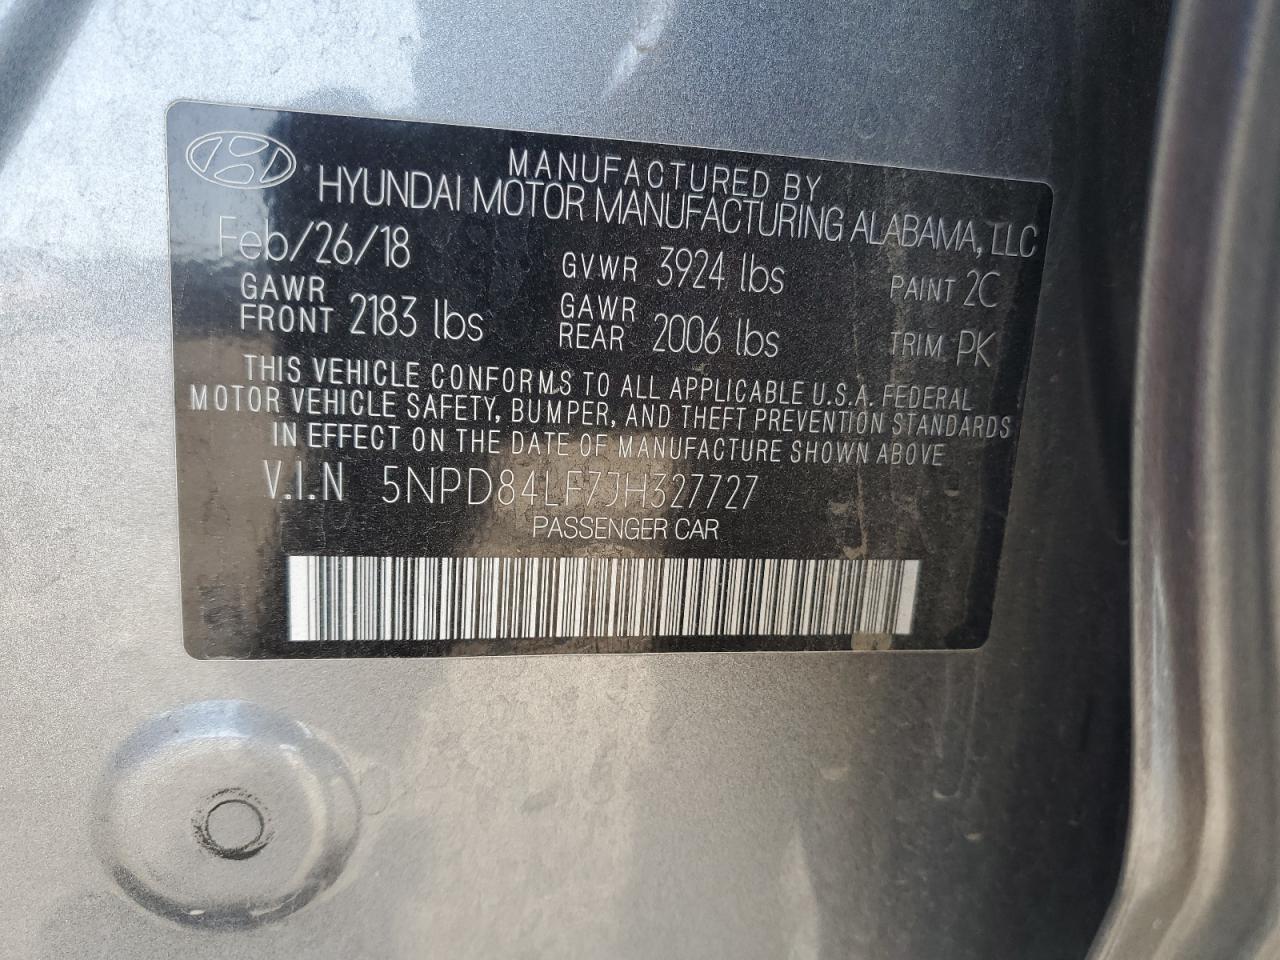 MANUFACTURED BY
HYUNDAI MOTOR MANUFACTURING ALABAMA, LLC
Feb/26/18 GVWR 3924 lbs PAINT 2C
GAWR FRONT 2183 lbs GAWR REAR 2006 lbs TRIM PK
THIS VEHICLE CONFORMS TO ALL APPLICABLE U.S.A. FEDERAL
MOTOR VEHICLE SAFETY, BUMPER, AND THEFT PREVENTION STANDARDS
IN EFFECT ON THE DATE OF MANUFACTURE SHOWN ABOVE
V.I.N 5NPD84LF7JH327727
PASSENGER CAR